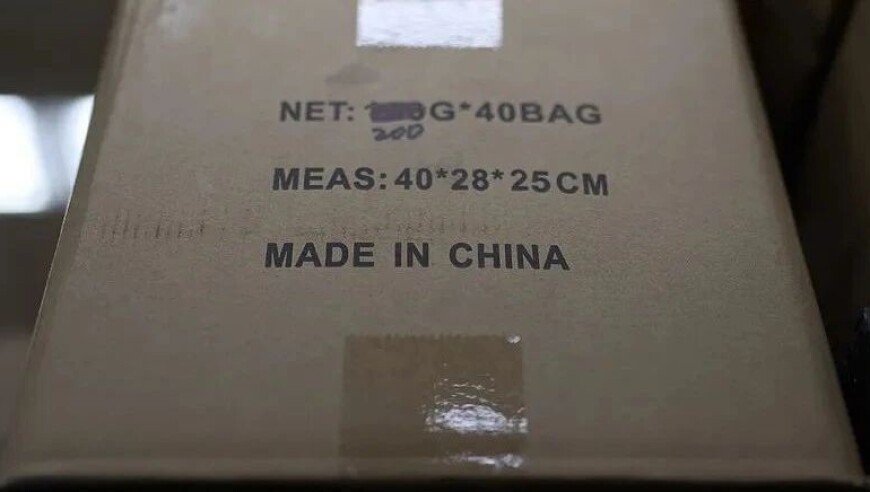 NET: G*40BAG
200
MEAS: 40*28*25CM
MADE IN CHINA